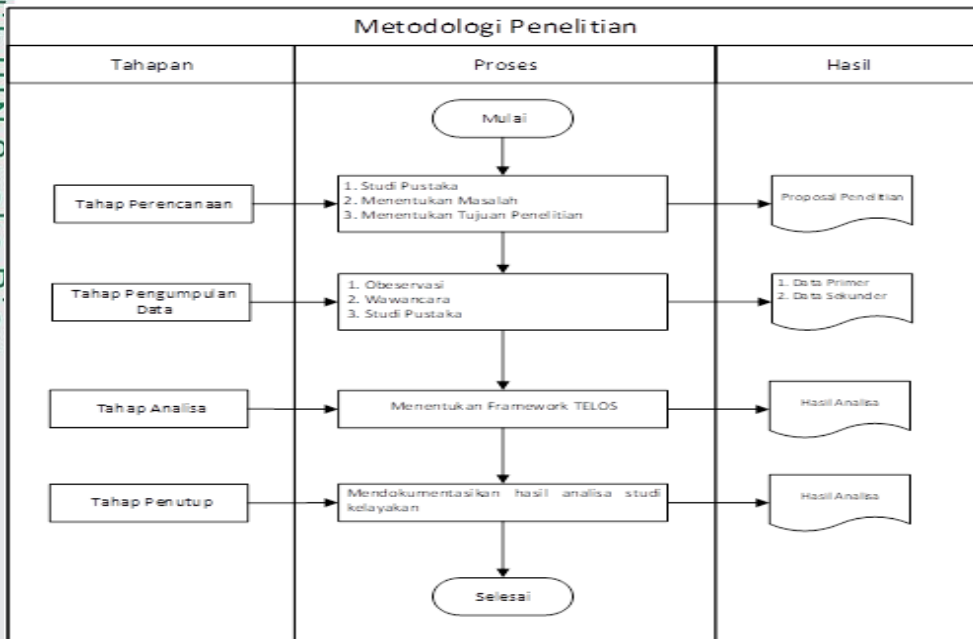 Metodologi Penelitian
Tahapan
Proses
Hasil
Mulai
Tahap Perencanaan
1. Studi Pustaka
2. Menentukan Masalah
3. Menentukan Tujuan Penelitian
Proposal Penelitian
Tahap Pengumpulan
Data
1. Obeservasi
2. Wawancara
3. Studi Pustaka
1. Data Primer
2. Data Sekunder
Tahap Analisa
Menentukan Framework TELOS
Hasil Analisa
Tahap Penutup
Mendokumentasikan hasil analisa studi
kelayakan
Hasil Analisa
Selesai